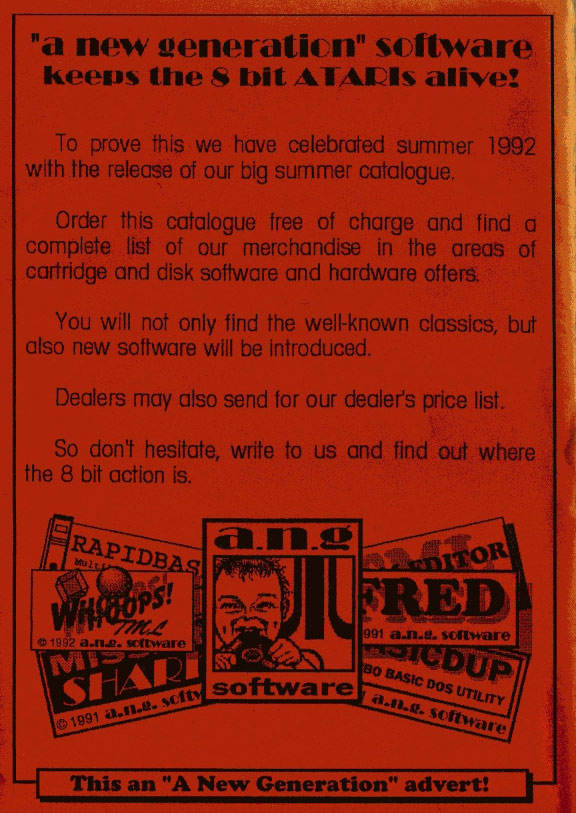 "a new generation" software
keeps the 8 bit ATARIs alive!
To prove this we have celebrated summer 1992
with the release of our big summer catalogue.
Order this catalogue free of charge and find a
complete list of our merchandise in the areas of
cartridge and disk software and hardware offers.
You will not only find the well-known classics, but
also new software will be introduced.
Dealers may also send for our dealer's price list.
So don't hesitate, write to us and find out where
the 8 bit action is.
RAPIDBAS
WHOOPS!
© 1992 a.n.g. software
SHAR
© 1991 a.n.g. softw
a.n.g
software
EDITOR
FRED
991 a.n.g. software
SICDUP
BO BASIC DOS UTILITY
a.n.g. software
This an "A New Generation" advert!